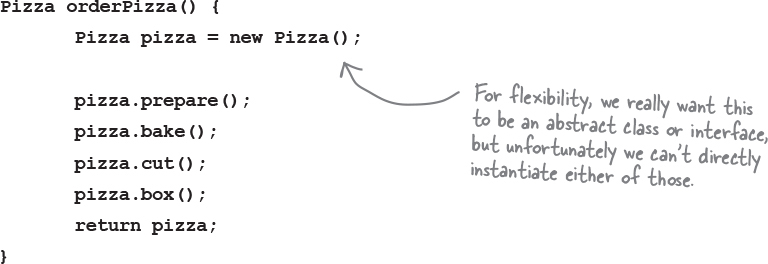 Pizza orderPizza() {
Pizza pizza = new Pizza();
pizza.prepare();
pizza.bake();
pizza.cut();
pizza.box();
return pizza;
}
For flexibility, we really want this
to be an abstract class or interface,
but unfortunately we can't directly
instantiate either of those.